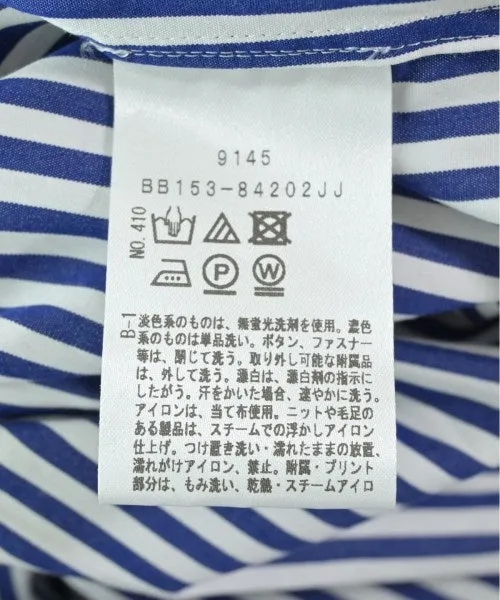 9145
BB153-84202JJ
NO.410
P W
B-1
淡色系のものは、無蛍光洗剤を使用。濃色
系のものは単品洗い。ボタン、ファスナー
等は、閉じて洗う。取り外し可能な附属品
は、外して洗う。漂白は、漂白剤の指示に
したがう。汗をかいた場合、速やかに洗う。
アイロンは、当て布使用。ニットや毛足の
ある製品は、スチームでの浮かしアイロン
仕上げ。つけ置き洗い・濡れたままの放置、
濡れがけアイロン、禁止。附属・プリント
部分は、もみ洗い、乾熱・スチームアイロ